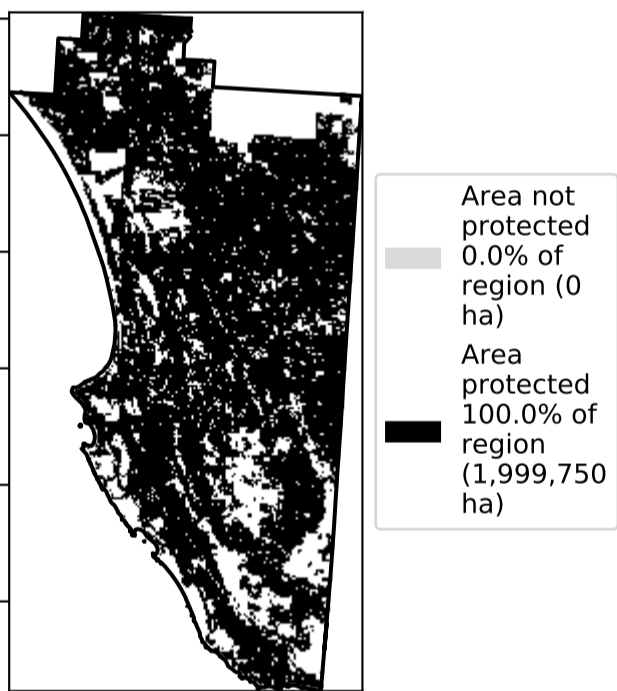 Area not
protected
0.0% of
region (0
ha)
Area
protected
100.0% of
region
(1,999,750
ha)